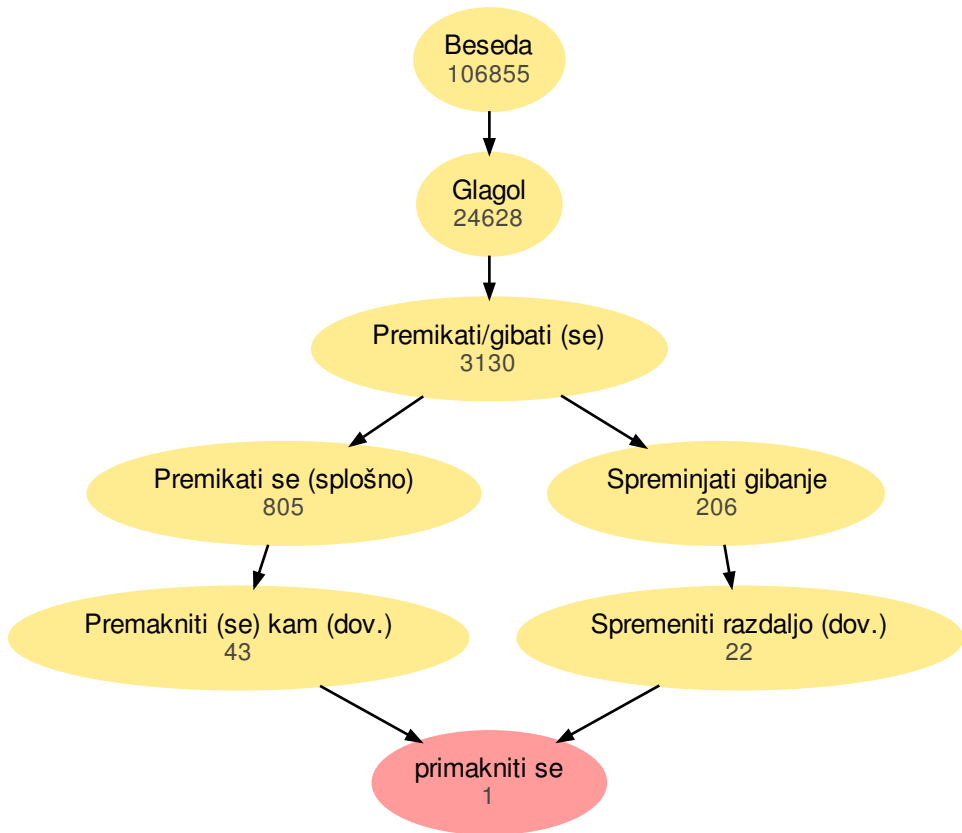 Beseda
106855
Glagol
24628
Premikati/gibati (se)
3130
Premikati se (splošno)
805
Spreminjati gibanje
206
Premakniti (se) kam (dov.)
43
Spremeniti razdaljo (dov.)
22
primakniti se
1